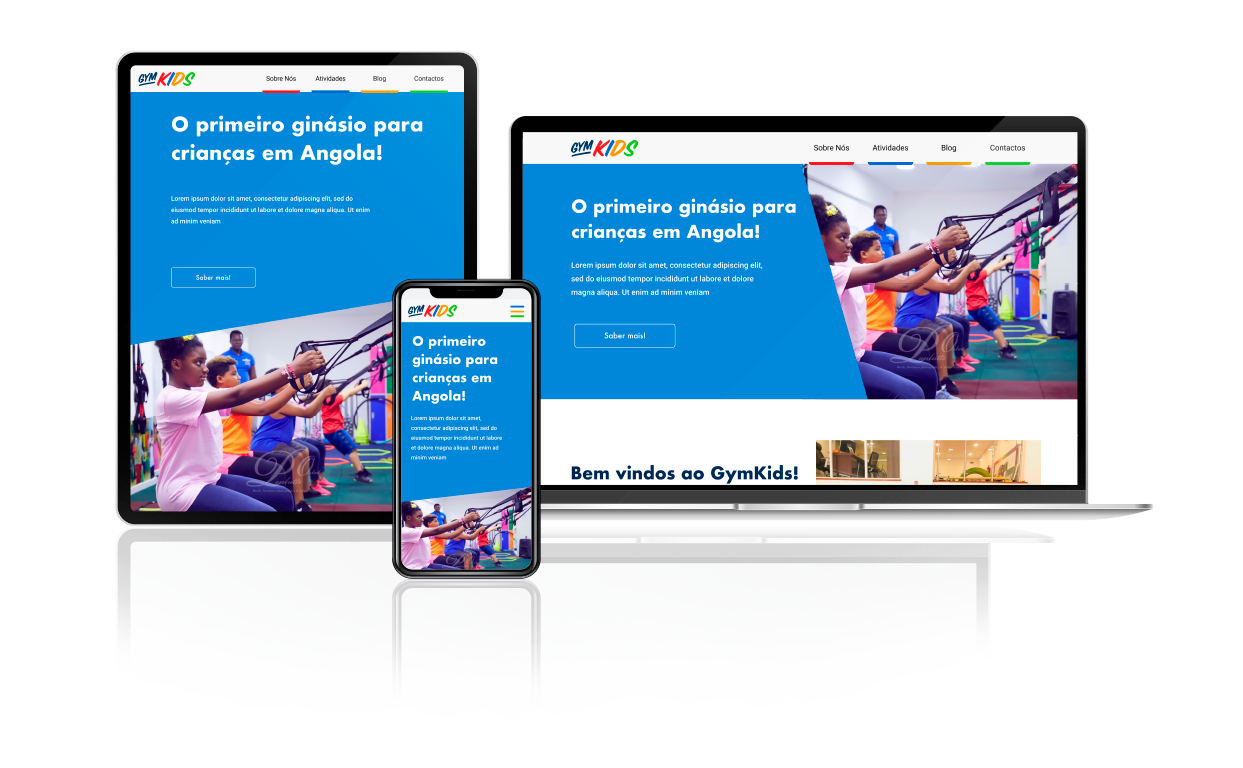 GYM KIDS
Sobre Nós
Atividades
Blog
Contactos
O primeiro ginásio para
crianças em Angola!
Lorem ipsum dolor sit amet, consectetur adipiscing elit, sed do
eiusmod tempor incididunt ut labore et dolore magna aliqua. Ut enim
ad minim veniam
Saber mais!
GYM KIDS
O primeiro
ginásio para
crianças em
Angola!
Lorem ipsum dolor sit amet,
consectetur adipiscing elit, sed do
eiusmod tempor incididunt ut labore
et dolore magna aliqua. Ut enim ad
minim veniam
GYM KIDS
Sobre Nós
Atividades
Blog
Contactos
O primeiro ginásio para
crianças em Angola!
Lorem ipsum dolor sit amet, consectetur adipiscing elit,
sed do eiusmod tempor incididunt ut labore et dolore
magna aliqua. Ut enim ad minim veniam
Saber mais!
Bem vindos ao GymKids!